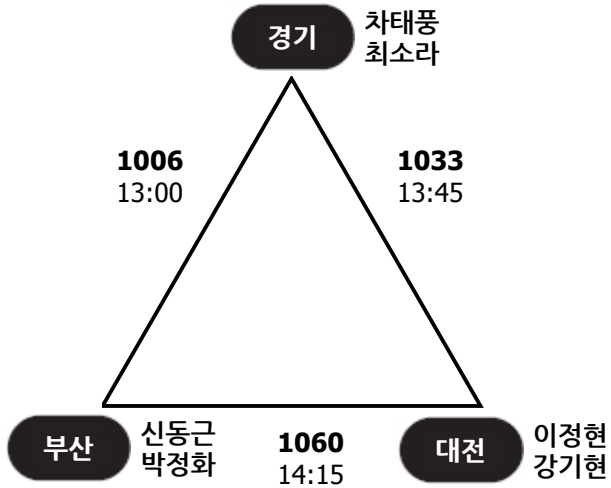 경기
차태풍
최소라
1006
13:00
1033
13:45
부산
신동근
박정화
1060
14:15
대전
이정현
강기현